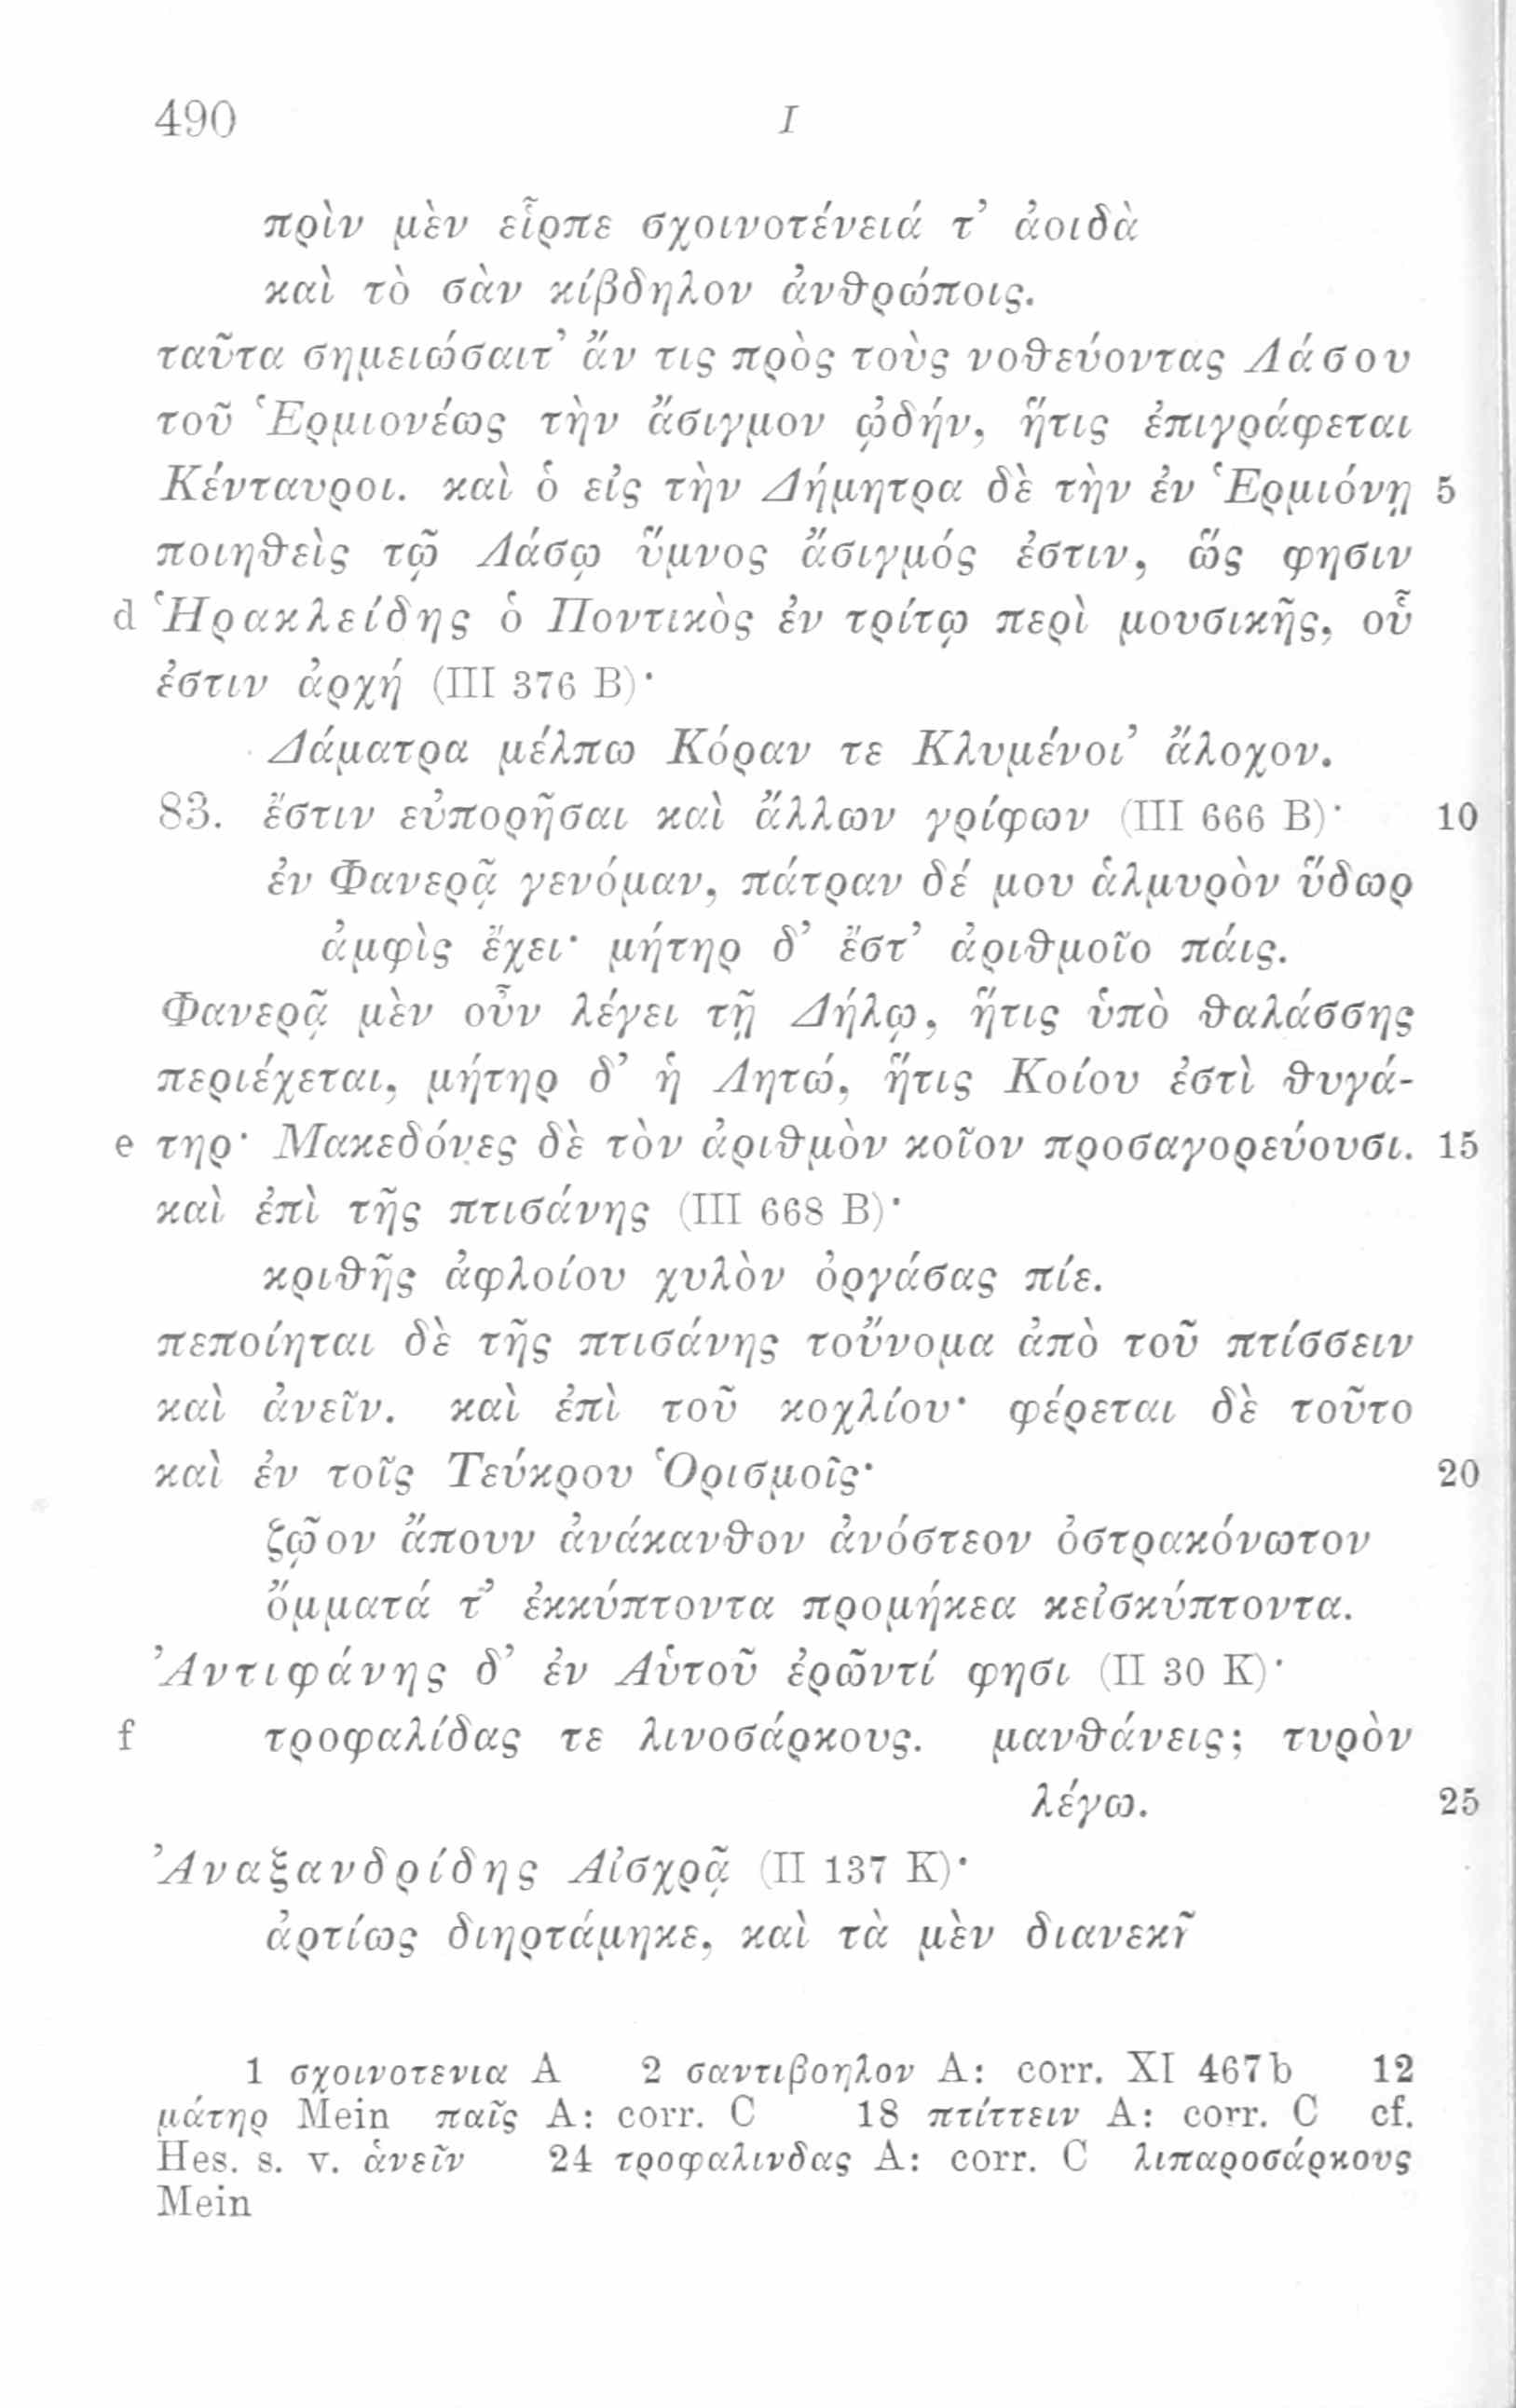 490 I
πρὶν μὲν εἷρπε σχοινοτένειά τ’ ἀοιδὰ
καὶ τὸ σὰν κίβδηλον ἀνθρώποις.
ταῦτα σημειώσαιτ’ ἄν τις πρὸς τοὺς νοθεύοντας Λάσου
τοῦ Ἑρμιονέως τὴν ἄσιγμον ᾠδήν, ἥτις ἐπιγράφεται
Κένταυροι. καὶ ὁ εἰς τὴν Δήμητρα δὲ τὴν ἐν Ἑρμιόνῃ 5
ποιηθεὶς τῷ Λάσῳ ὕμνος ἄσιγμός ἐστιν, ὥς φησιν
d Ἡρακλείδης ὁ Ποντικὸς ἐν τρίτῳ περὶ μουσικῆς, οὗ
ἐστιν ἀρχή (III 376 B)·
Δάματρα μέλπω Κόραν τε Κλυμένοι’ ἄλοχον.
83. ἔστιν εὐπορῆσαι καὶ ἄλλων γρίφων (III 666 B)· 10
ἐν Φανερᾷ γενόμαν, πάτραν δέ μου ἁλμυρὸν ὕδωρ
ἀμφὶς ἔχει· μήτηρ δ’ ἔστ’ ἀριθμοῖο πάις.
Φανερᾷ μὲν οὖν λέγει τῇ Δήλῳ, ἥτις ὑπὸ θαλάσσης
περιέχεται, μήτηρ δ’ ἡ Λητώ, ἥτις Κοίου ἐστὶ θυγά-
e τηρ· Μακεδόνες δὲ τὸν ἀριθμὸν κοῖον προσαγορεύουσι. 15
καὶ ἐπὶ τῆς πτισάνης (III 668 B)·
κριθῆς ἀφλοίου χυλὸν ὀργάσας πίε.
πεποίηται δὲ τῆς πτισάνης τοὔνομα ἀπὸ τοῦ πτίσσειν
καὶ ἀνεῖν. καὶ ἐπὶ τοῦ κοχλίου· φέρεται δὲ τοῦτο
καὶ ἐν τοῖς Τεύκρου Ὁρισμοῖς· 20
ζῷον ἄπουν ἀνάκανθον ἀνόστεον ὀστρακόνωτον
ὄμματά τ’ ἐκκύπτοντα προμήκεα κεἰσκύπτοντα.
Ἀντιφάνης δ’ ἐν Αὑτοῦ ἐρῶντί φησι (II 30 K)·
f τροφαλίδας τε λινοσάρκους. μανθάνεις; τυρὸν
λέγω. 25
Ἀναξανδρίδης Αἰσχρᾷ (II 137 K)·
ἀρτίως διηρτάμηκε, καὶ τὰ μὲν διανεκῆ
1 σχοινοτενια A 2 σαντιβοηλον A: corr. XI 467b 12
μάτηρ Mein παῖς A: corr. C 18 πτίττειν A: corr. C cf.
Hes. s. v. ἀνεῖν 24 τροφαλινδας A: corr. C λιπαροσάρκους
Mein